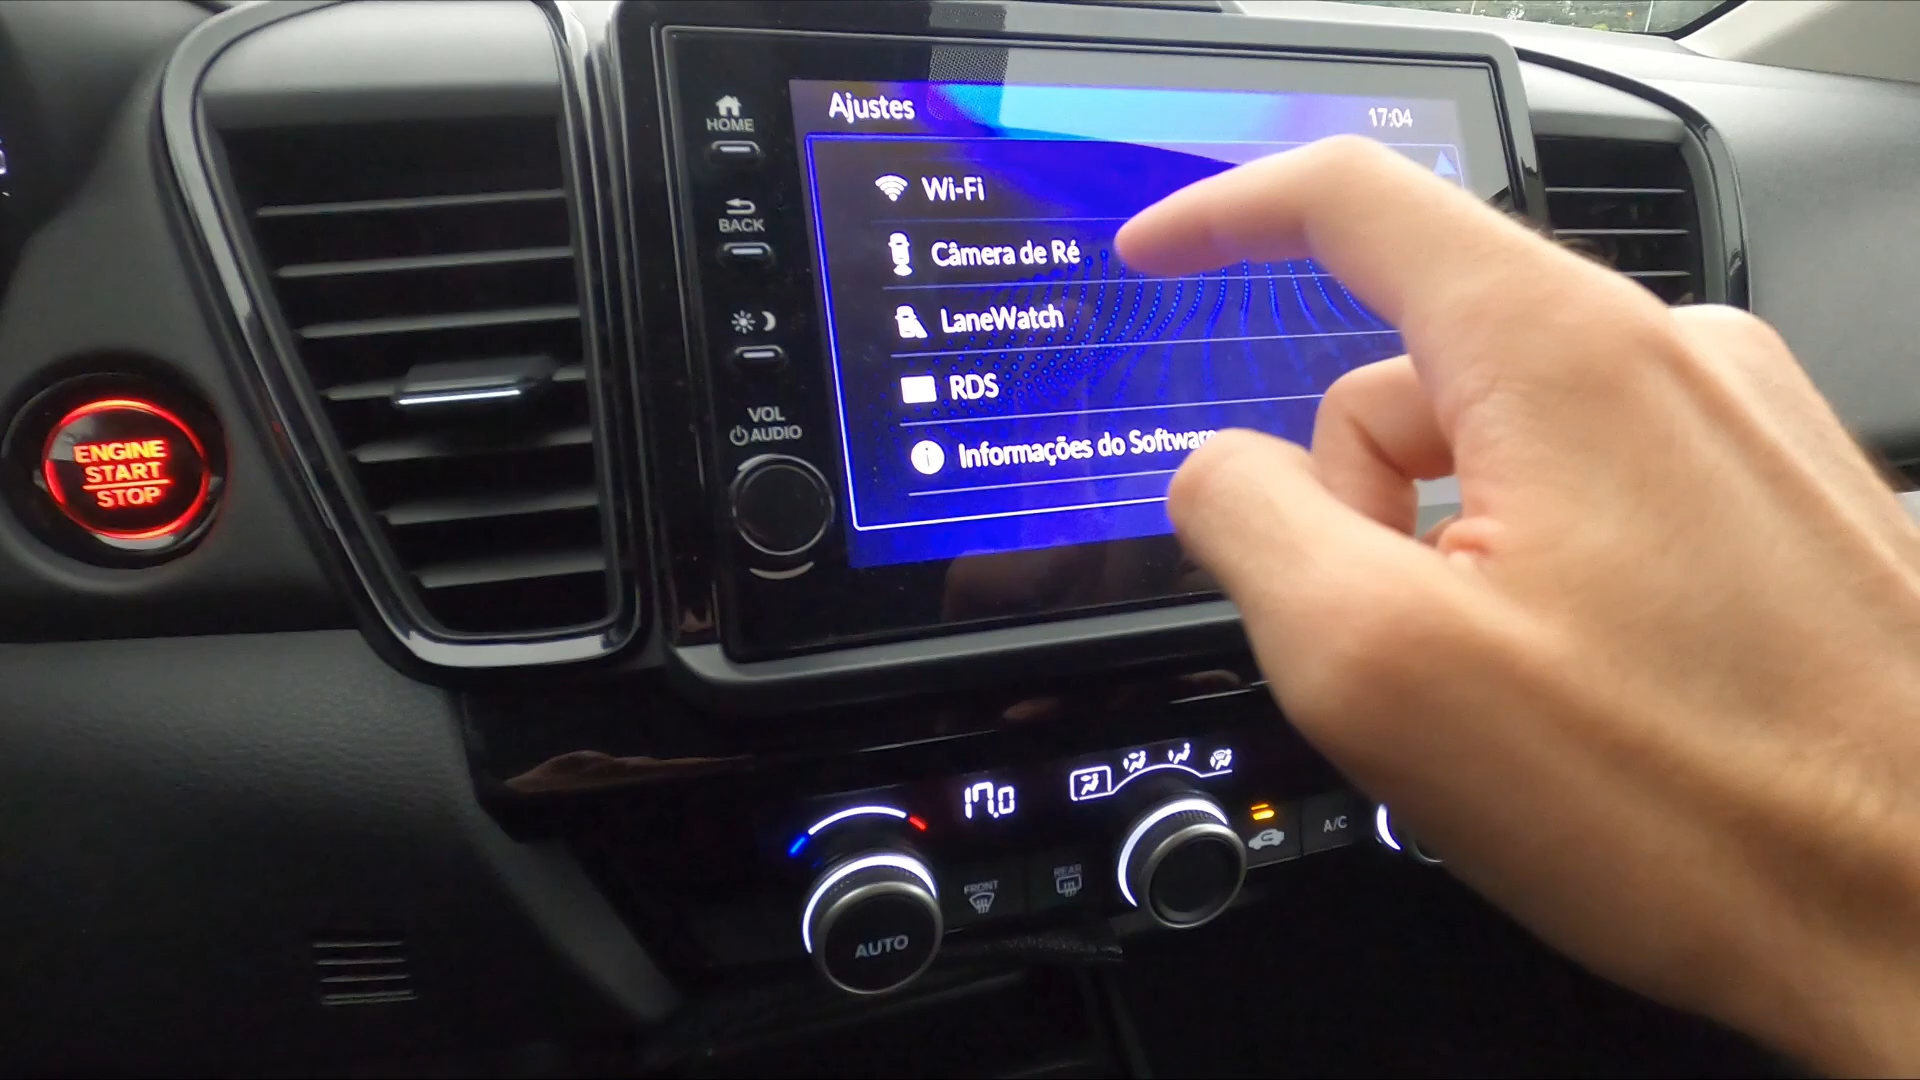 HOME
BACK
VOL
AUDIO
ENGINE
START
STOP
Ajustes
17:04
Wi-Fi
Câmera de Ré
LaneWatch
RDS
Informações do Software
17.0
AUTO
FRONT
REAR
A/C